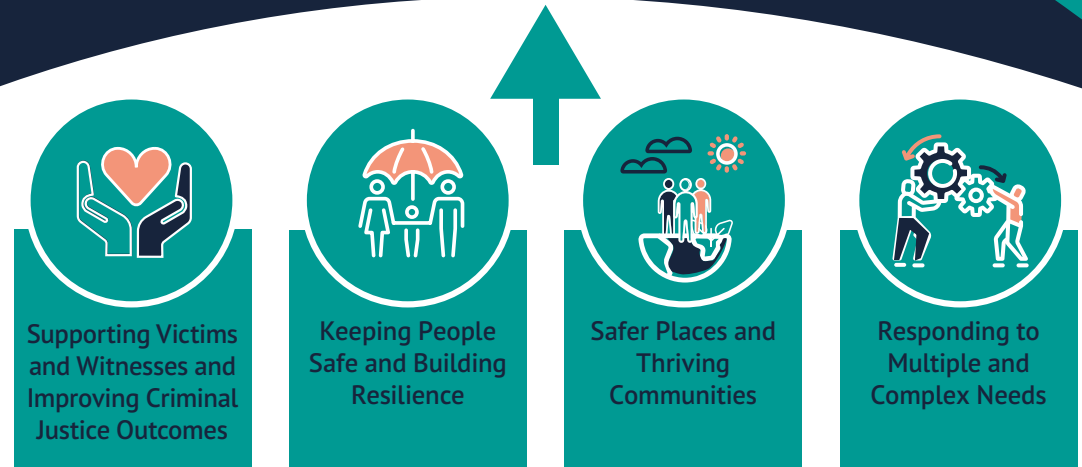 Supporting Victims
and Witnesses and
Improving Criminal
Justice Outcomes
Keeping People
Safe and Building
Resilience
Safer Places and
Thriving
Communities
Responding to
Multiple and
Complex Needs